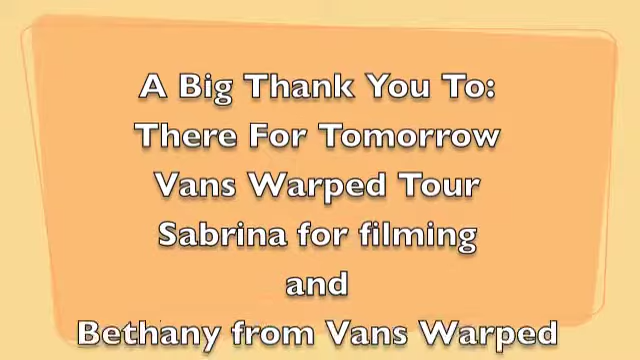 A Big Thank You To:
There For Tomorrow
Vans Warped Tour
Sabrina for filming
and
Bethany from Vans Warped